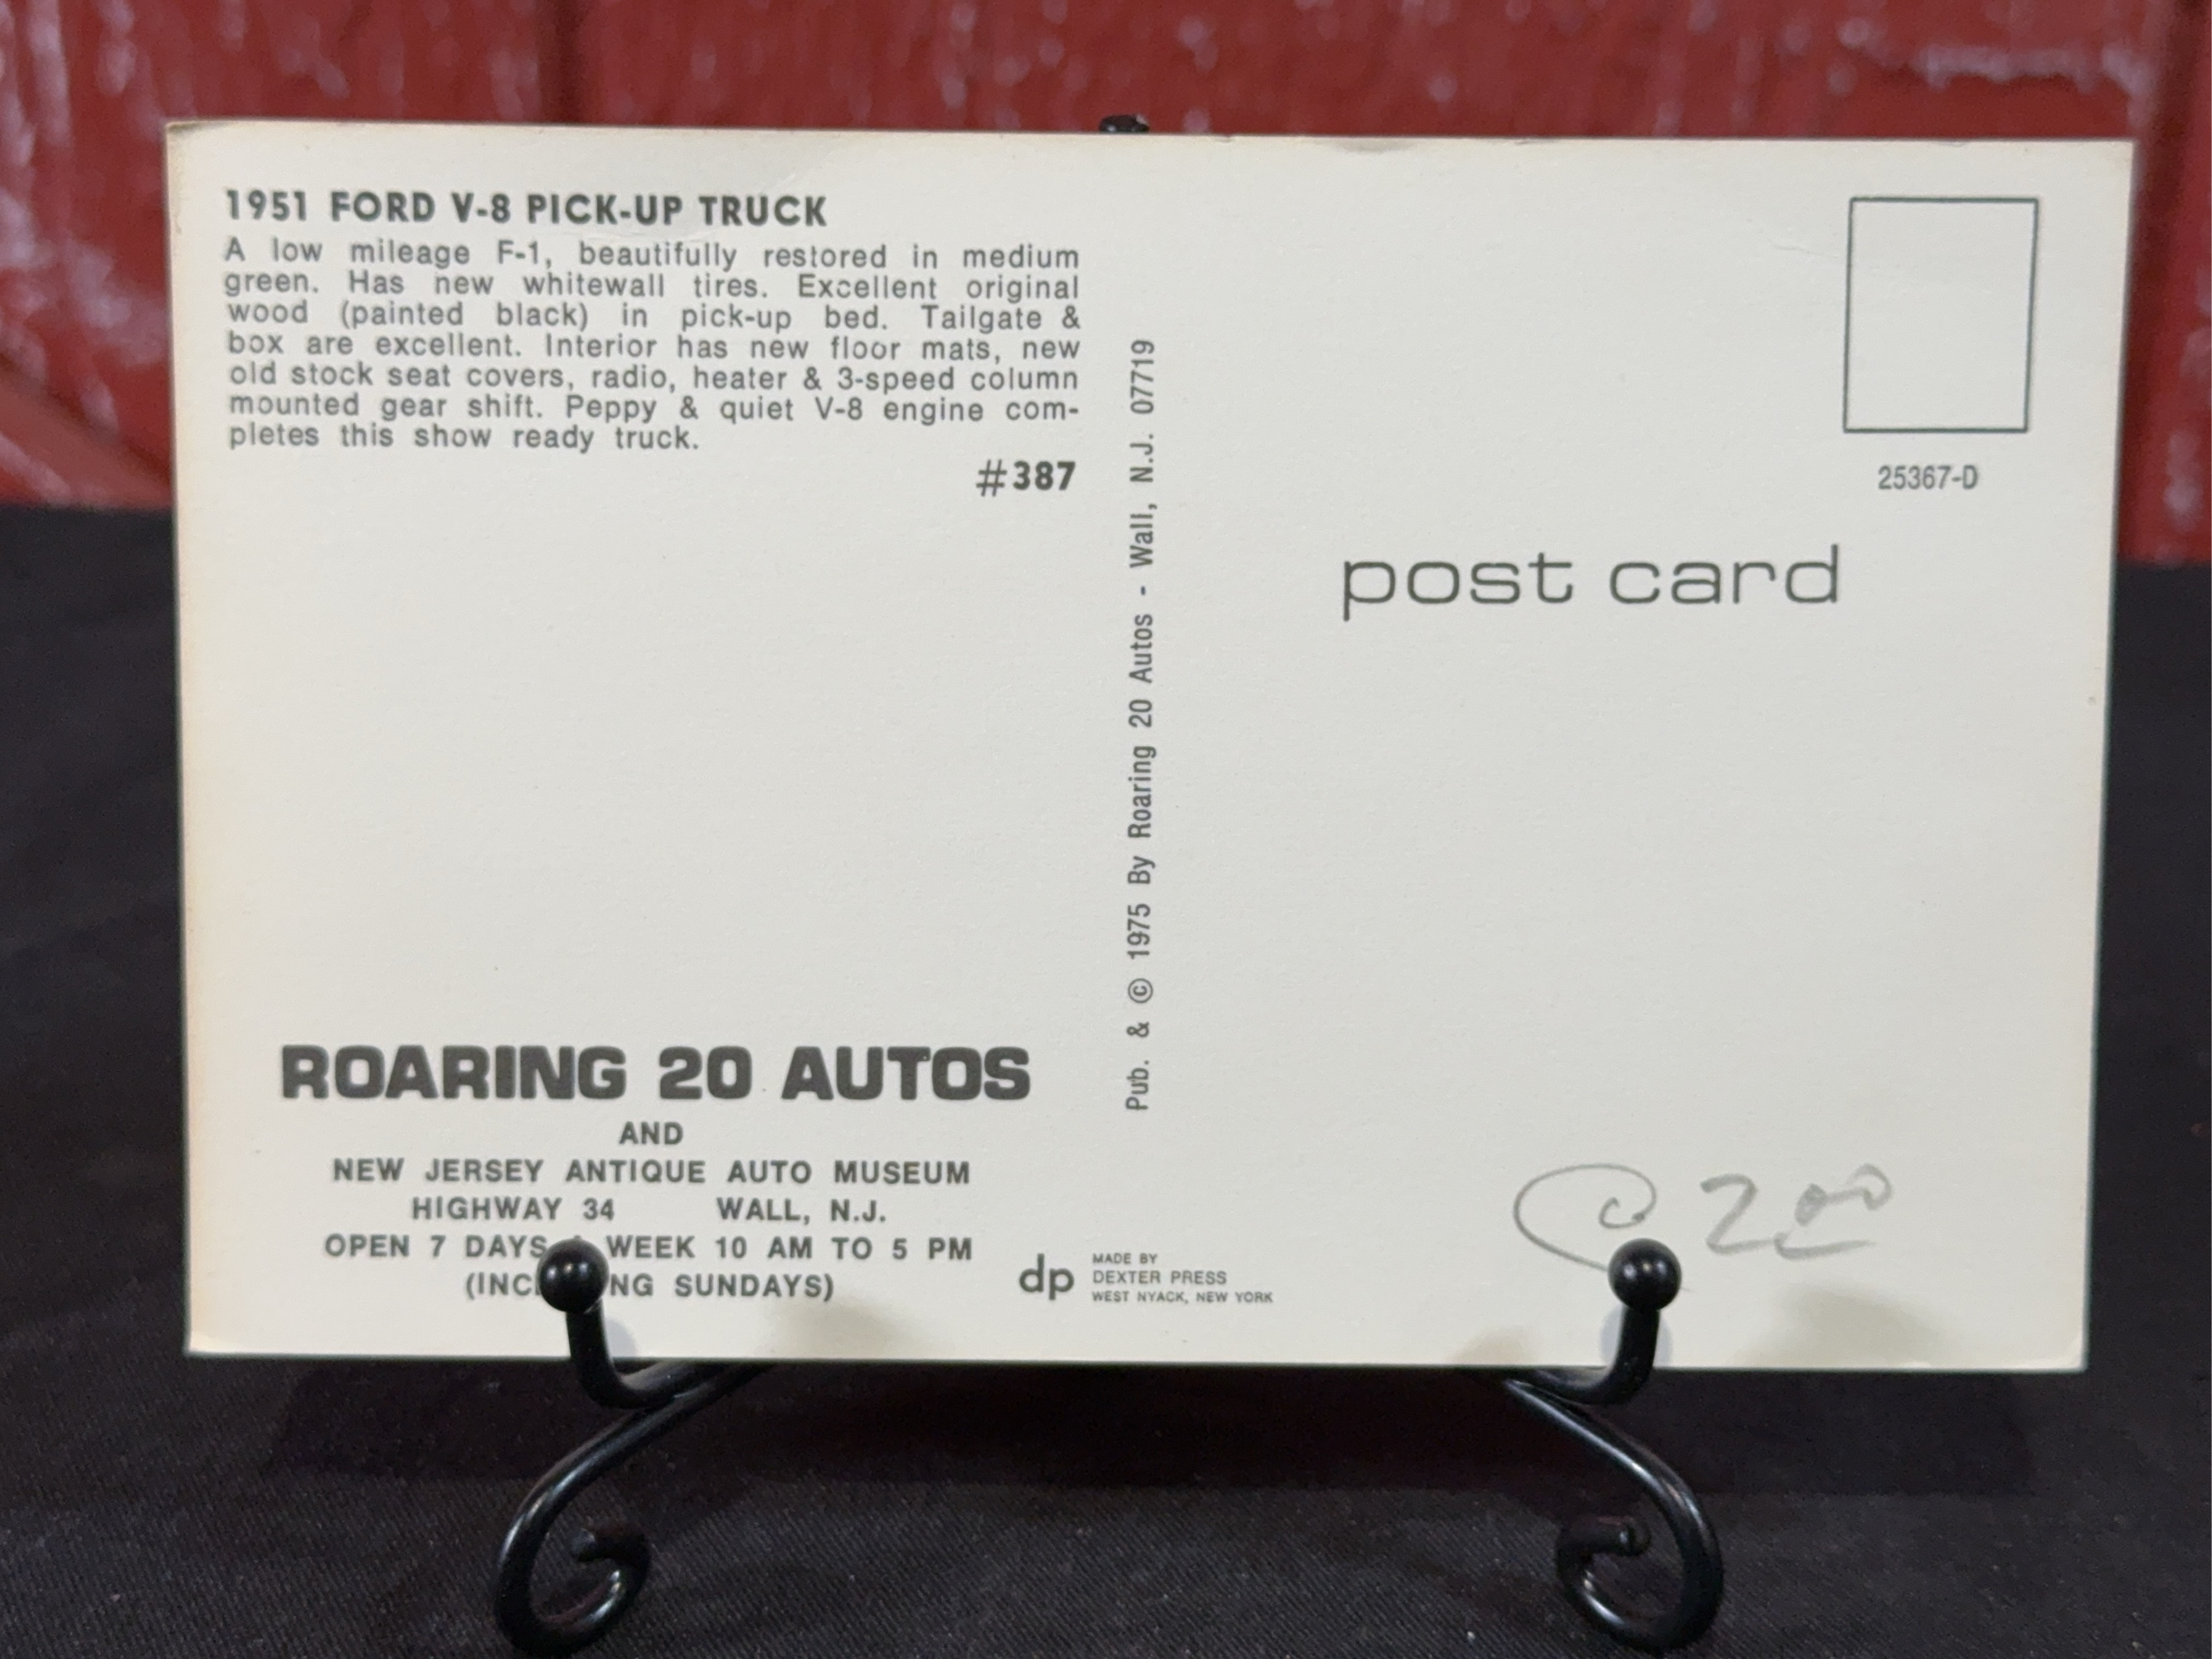 1951 FORD V-8 PICK-UP TRUCK
A low mileage F-1, beautifully restored in medium
green. Has new whitewall tires. Excellent original
wood (painted black) in pick-up bed. Tailgate &
box are excellent. Interior has new floor mats, new
old stock seat covers, radio, heater & 3-speed column
mounted gear shift. Peppy & quiet V-8 engine com-
pletes this show ready truck.
#387
ROARING 20 AUTOS
AND
NEW JERSEY ANTIQUE AUTO MUSEUM
HIGHWAY 34 WALL, N.J.
OPEN 7 DAYS WEEK 10 AM TO 5 PM
SUNDAYS)
Pub. & © 1975 By Roaring 20 Autos - Wall, N.J. 07719
dp
MADE BY
DEXTER PRESS
WEST NYACK, NEW YORK
25367-D
post card
@ 2 00